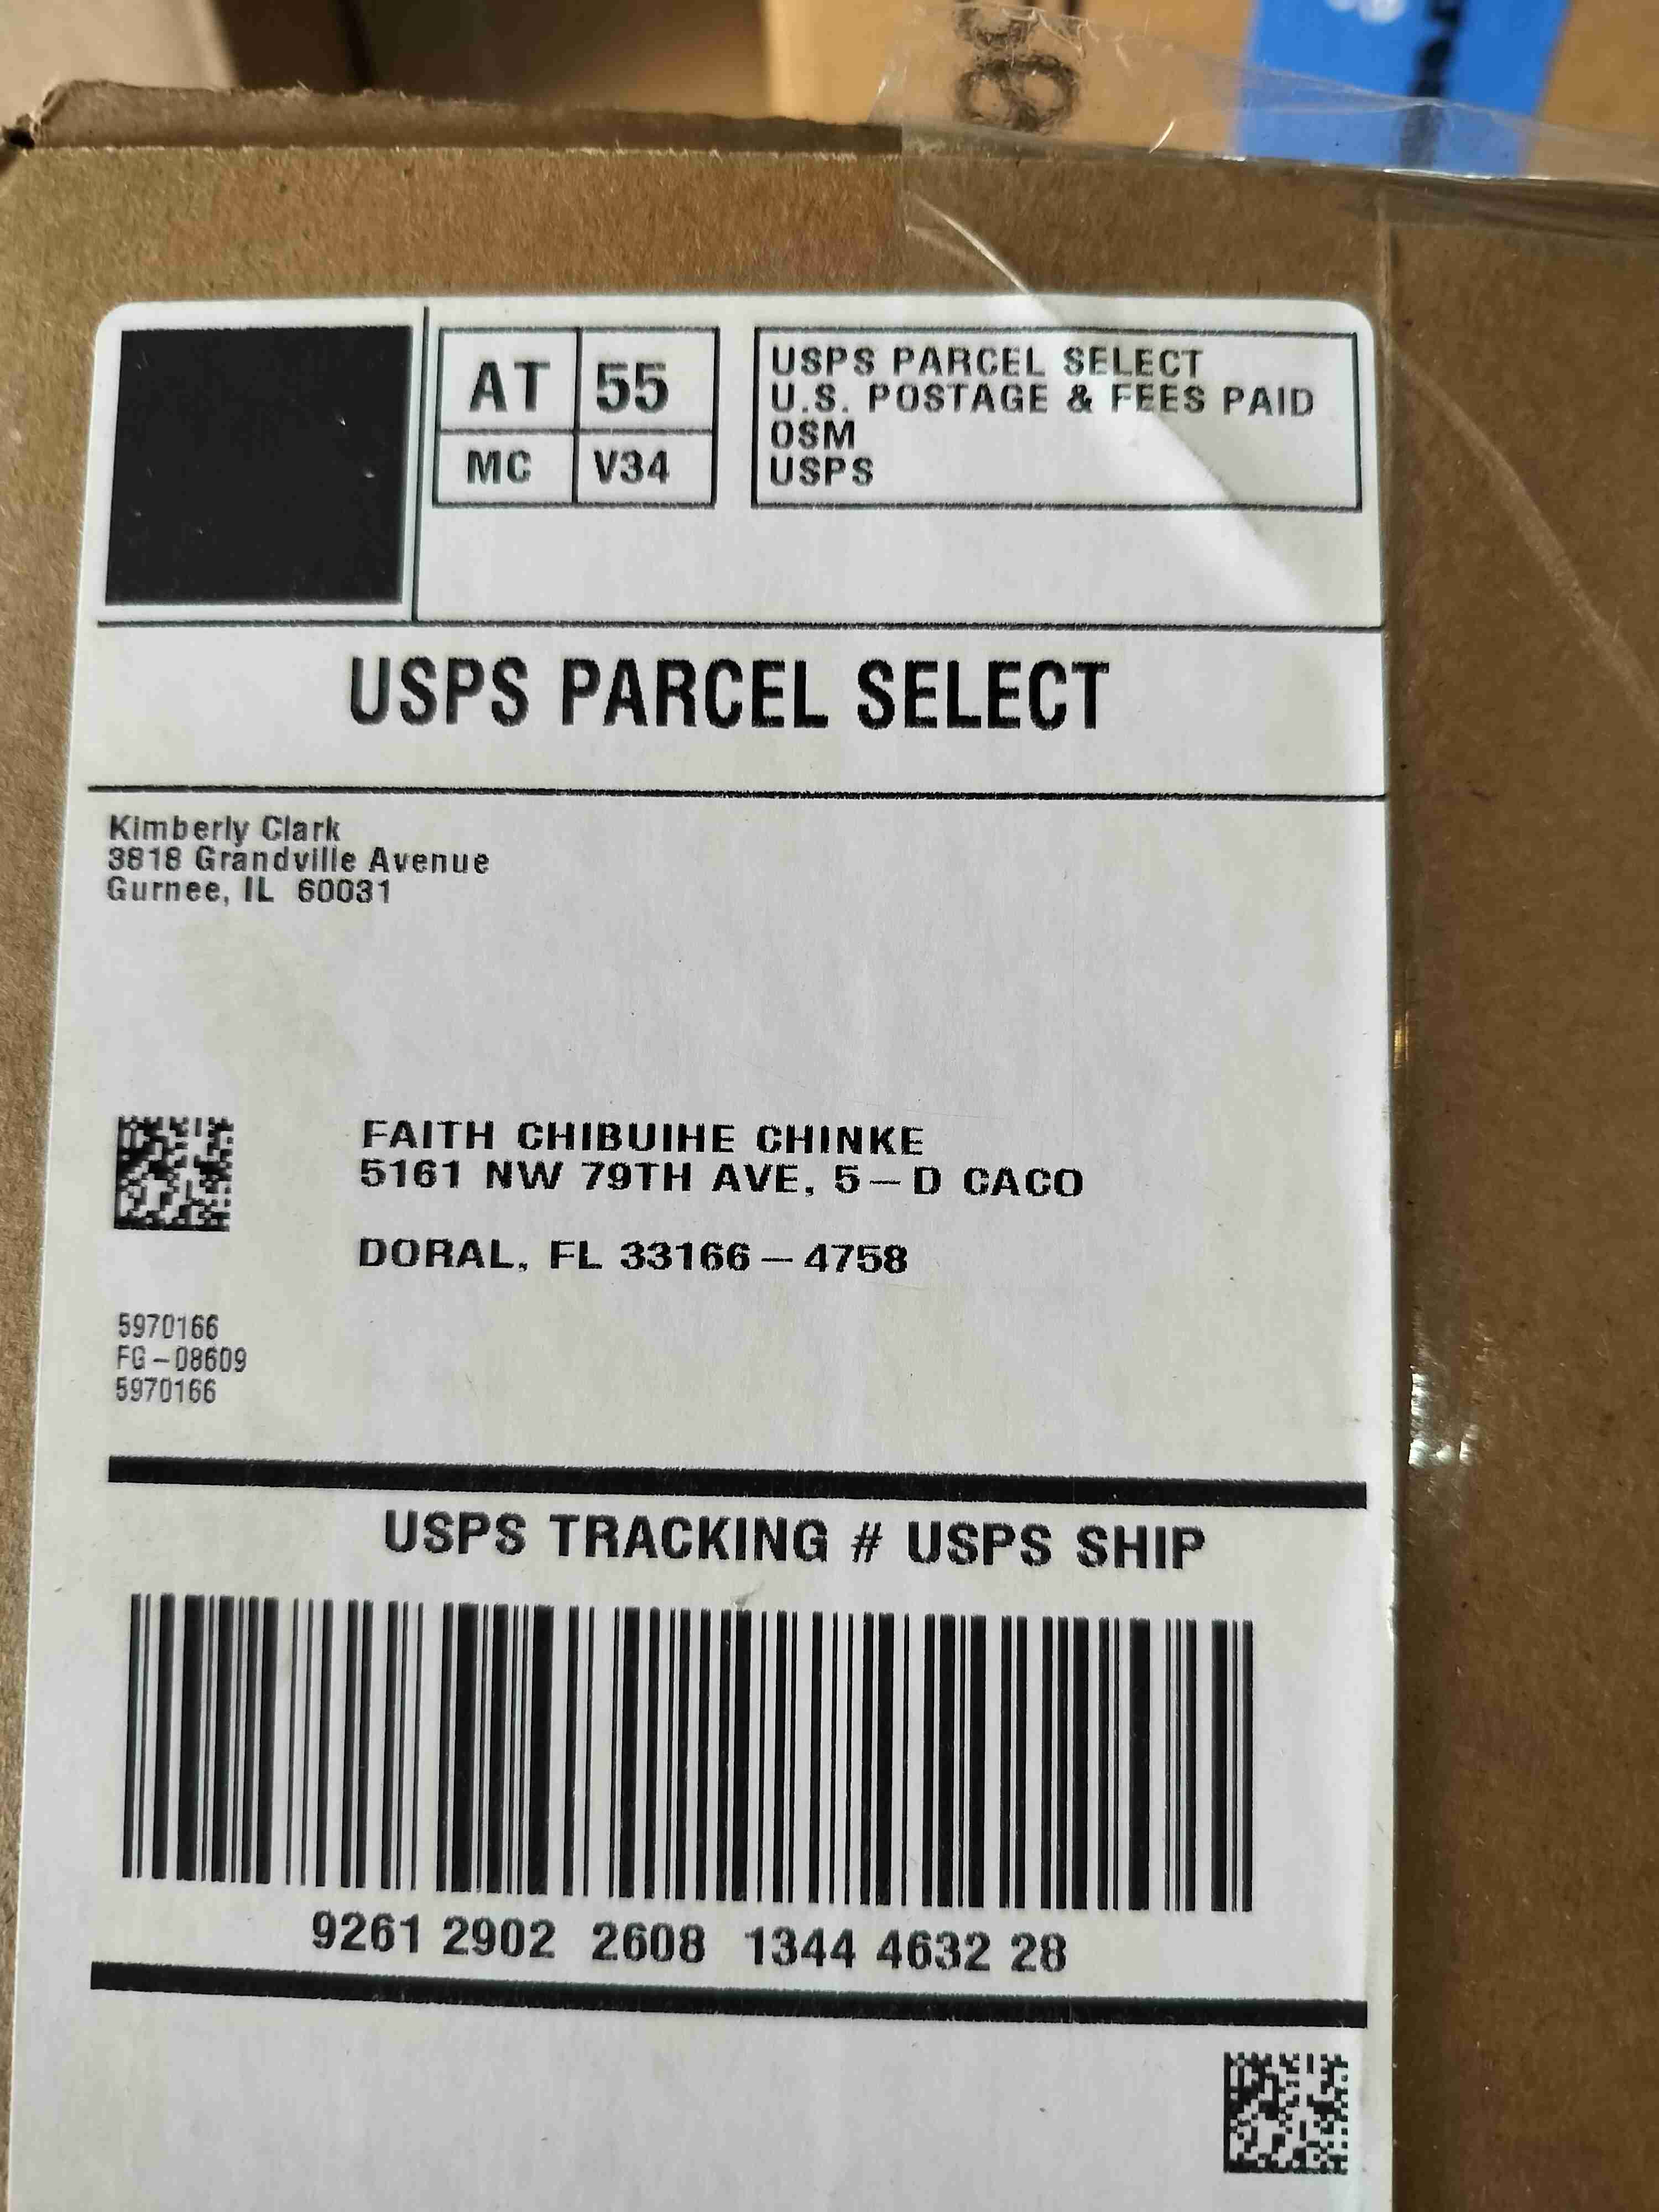 AT 55
MC V34
USPS PARCEL SELECT
U.S. POSTAGE & FEES PAID
OSM
USPS
USPS PARCEL SELECT
Kimberly Clark
3818 Grandville Avenue
Gurnee, IL 60031
FAITH CHIBUIHE CHINKE
5161 NW 79TH AVE, 5-D CACO
DORAL, FL 33166-4758
5970166
FG-08609
5970166
USPS TRACKING # USPS SHIP
9261 2902 2608 1344 4632 28